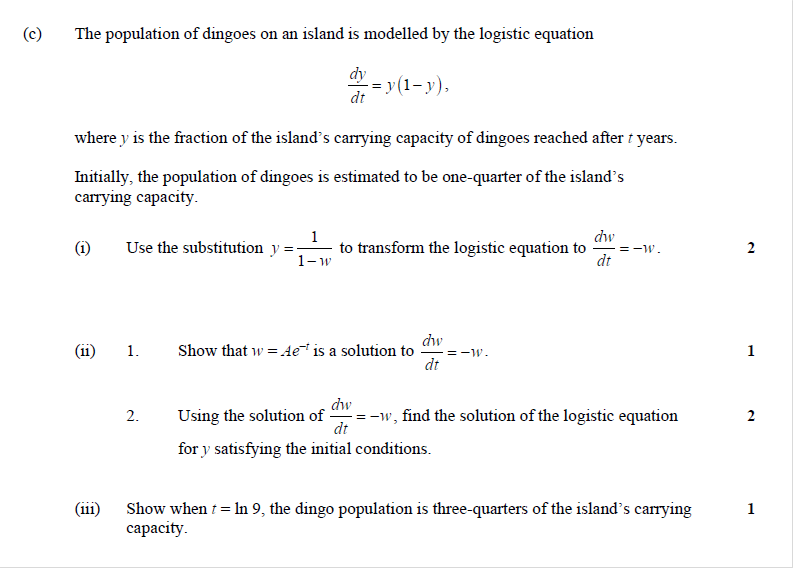 (c) The population of dingoes on an island is modelled by the logistic equation
dy/dt = y(1 − y),
where y is the fraction of the island's carrying capacity of dingoes reached after t years.
Initially, the population of dingoes is estimated to be one-quarter of the island's
carrying capacity.
(i) Use the substitution y = 1/(1 − w) to transform the logistic equation to dw/dt = −w. 2
(ii) 1. Show that w = Ae⁻ᵗ is a solution to dw/dt = −w. 1
2. Using the solution of dw/dt = −w, find the solution of the logistic equation 2
for y satisfying the initial conditions.
(iii) Show when t = ln 9, the dingo population is three-quarters of the island's carrying 1
capacity.